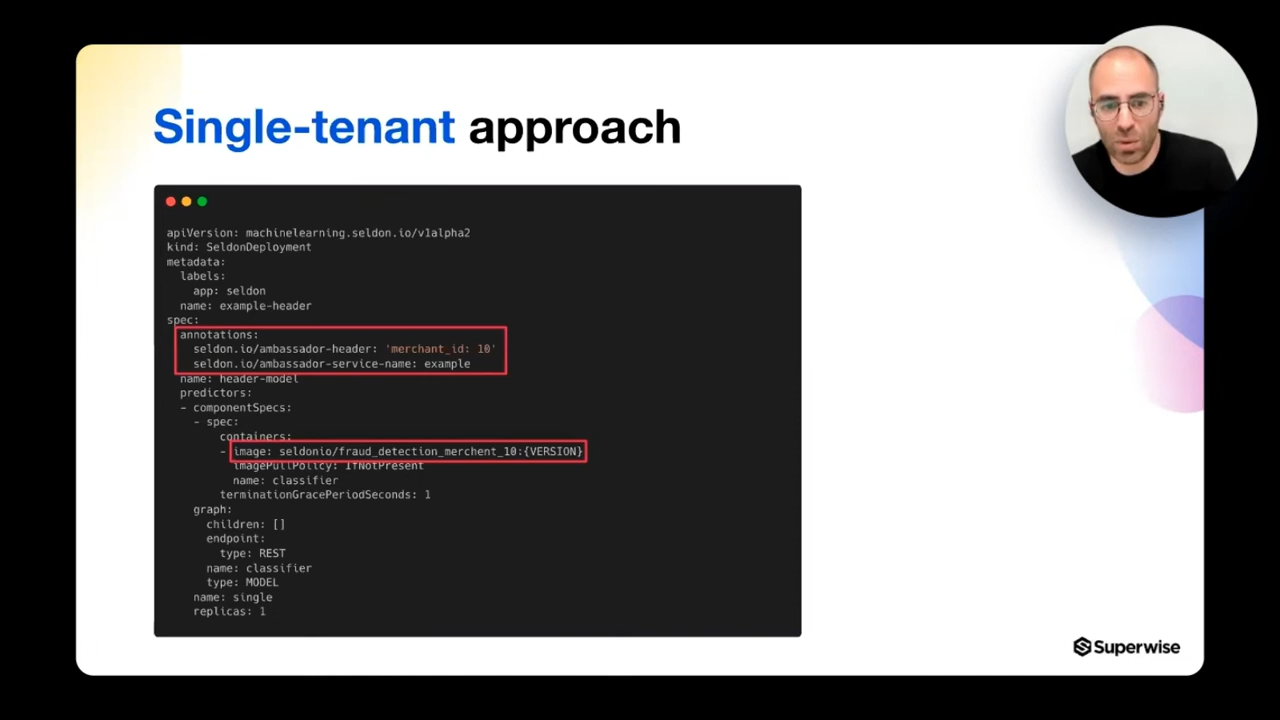 Single-tenant approach
apiVersion: machinelearning.seldon.io/v1alpha2
kind: SeldonDeployment
metadata:
  labels:
    app: seldon
  name: example-header
spec:
  annotations:
    seldon.io/ambassador-header: 'merchant_id: 10'
    seldon.io/ambassador-service-name: example
  name: header-model
  predictors:
  - componentSpecs:
    - spec:
        containers:
        - image: seldonio/fraud_detection_merchent_10:{VERSION}
          imagePullPolicy: IfNotPresent
          name: classifier
        terminationGracePeriodSeconds: 1
    graph:
      children: []
      endpoint:
        type: REST
      name: classifier
      type: MODEL
    name: single
    replicas: 1
Superwise